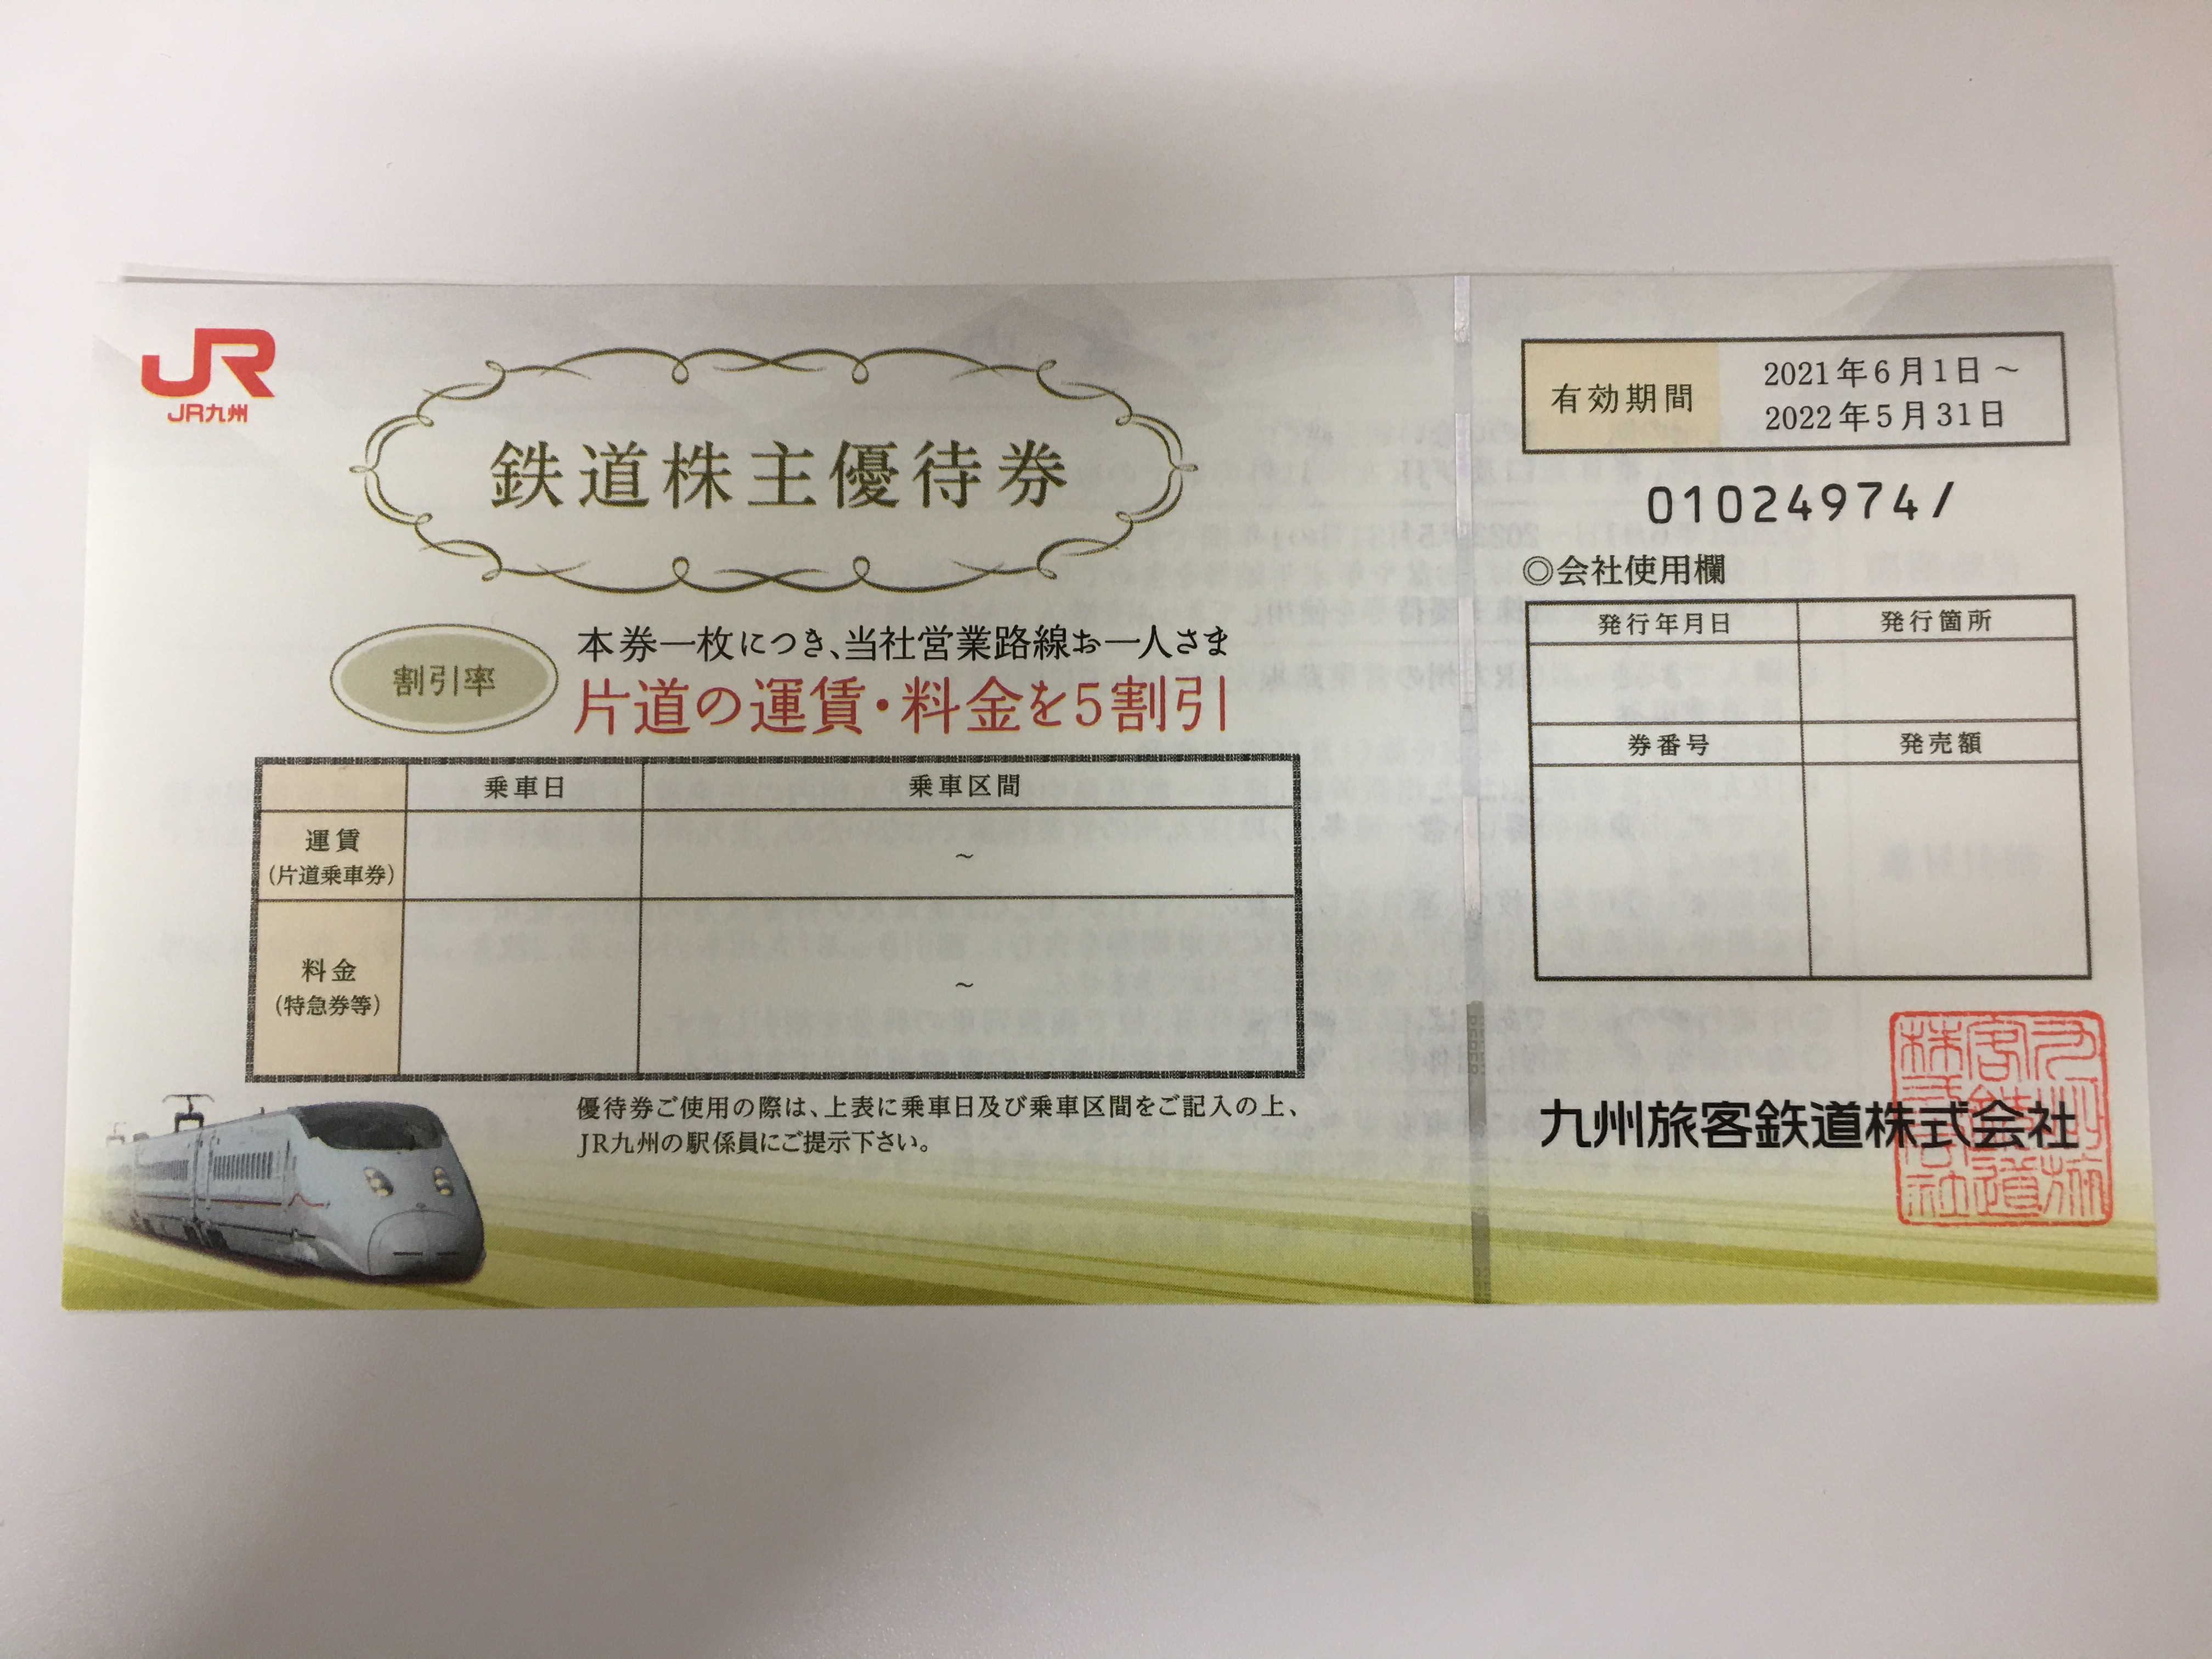 JR
JR九州
鉄道株主優待券
割引率
本券一枚につき、当社営業路線お一人さま
片道の運賃・料金を5割引
乗車日
乗車区間
運賃
(片道乗車券)
～
料金
(特急券等)
～
優待券ご使用の際は、上表に乗車日及び乗車区間をご記入の上、
JR九州の駅係員にご提示下さい。
有効期間
2021年6月1日～
2022年5月31日
01024974/
◎会社使用欄
発行年月日
発行箇所
券番号
発売額
九州旅客鉄道株式会社